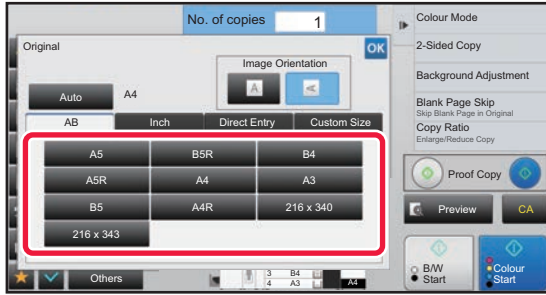 No. of copies 1
Original
OK
Image Orientation
A A
Auto A4
AB Inch Direct Entry Custom Size
A5 B5R B4
A5R A4 A3
B5 A4R 216 x 340
216 x 343
Others
3 B4
4 A3
A4
Colour Mode
2-Sided Copy
Background Adjustment
Blank Page Skip
Skip Blank Page in Original
Copy Ratio
Enlarge/Reduce Copy
Proof Copy
Preview CA
B/W
Start
Colour
Start